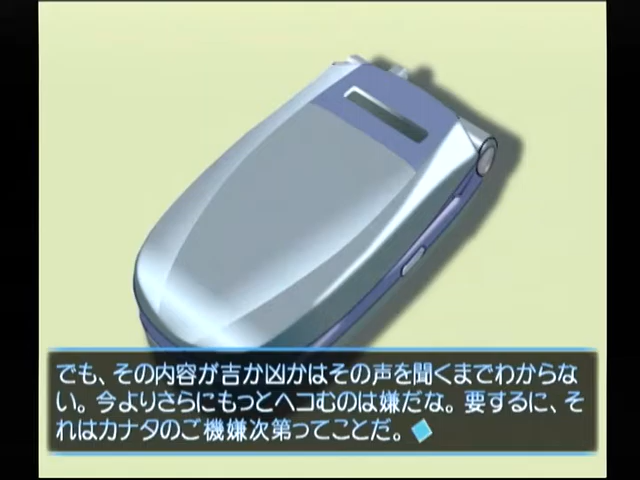 でも、その内容が吉か凶かはその声を聞くまでわからな
い。今よりさらにもっとヘコむのは嫌だな。要するに、そ
れはカナタのご機嫌次第ってことだ。